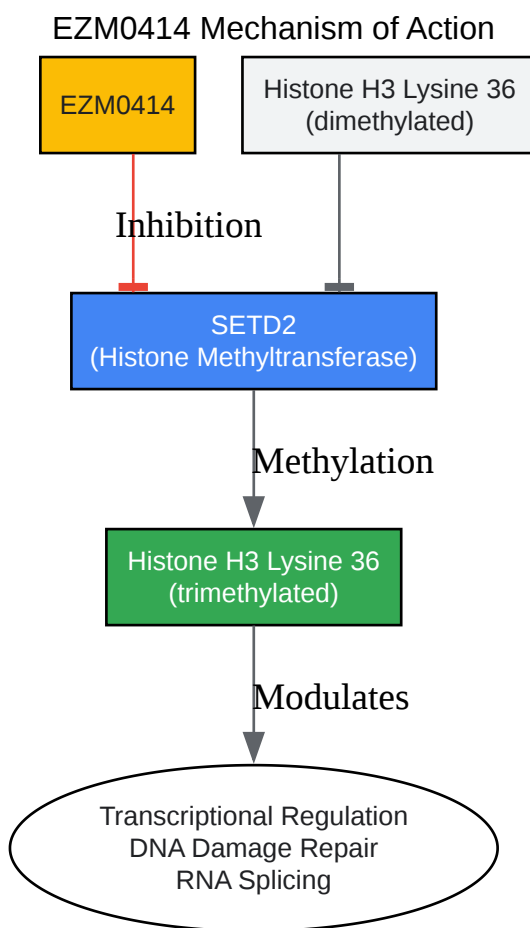 EZM0414 Mechanism of Action
EZM0414
Histone H3 Lysine 36
(dimethylated)
Inhibition
SETD2
(Histone Methyltransferase)
Methylation
Histone H3 Lysine 36
(trimethylated)
Modulates
Transcriptional Regulation
DNA Damage Repair
RNA Splicing